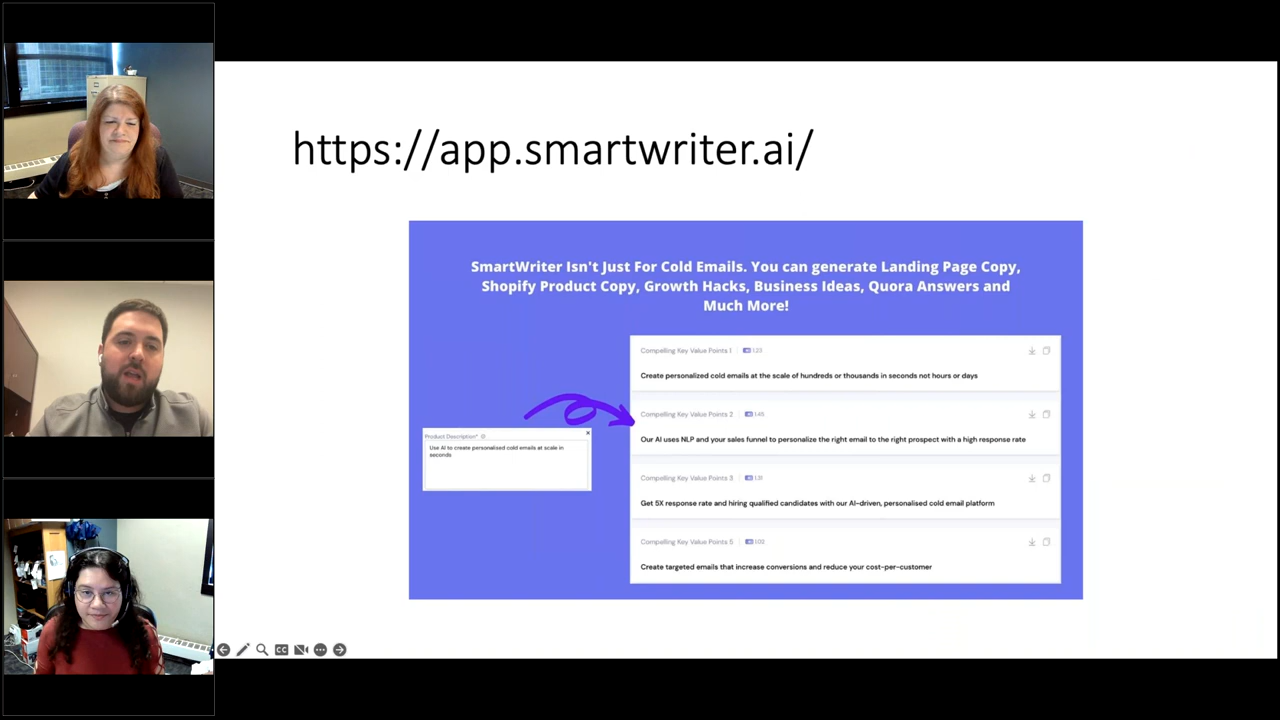 https://app.smartwriter.ai/
SmartWriter Isn't Just For Cold Emails. You can generate Landing Page Copy,
Shopify Product Copy, Growth Hacks, Business Ideas, Quora Answers and
Much More!
Compelling Key Value Points 1
123
Create personalized cold emails at the scale of hundreds or thousands in seconds not hours or days
Compelling Key Value Points 2
145
Our AI uses NLP and your sales funnel to personalize the right email to the right prospect with a high response rate
Product Description*
Use AI to create personalised cold emails at scale in
seconds
Compelling Key Value Points 3
131
Get 5X response rate and hiring qualified candidates with our AI-driven, personalised cold email platform
Compelling Key Value Points 5
102
Create targeted emails that increase conversions and reduce your cost-per-customer
CC